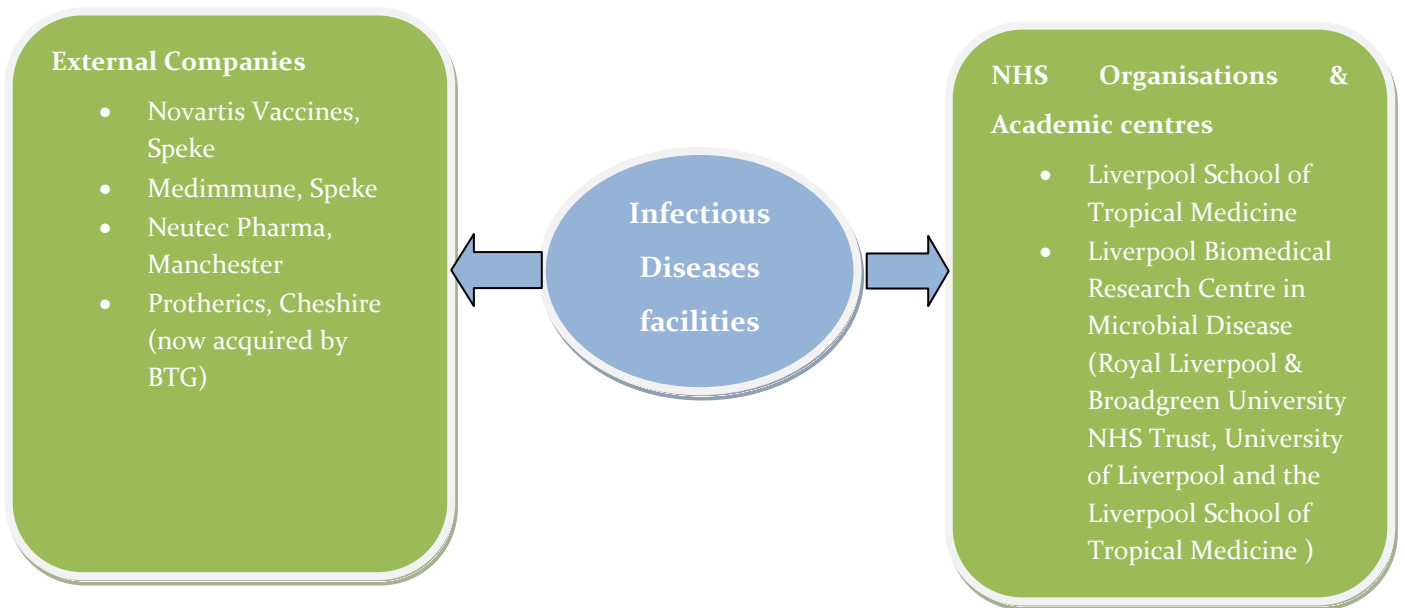 External Companies
• Novartis Vaccines,
Speke
• Medimmune, Speke
• Neutec Pharma,
Manchester
• Protherics, Cheshire
(now acquired by
BTG)
Infectious
Diseases
facilities
NHS Organisations &
Academic centres
• Liverpool School of
Tropical Medicine
• Liverpool Biomedical
Research Centre in
Microbial Disease
(Royal Liverpool &
Broadgreen University
NHS Trust, University
of Liverpool and the
Liverpool School of
Tropical Medicine )